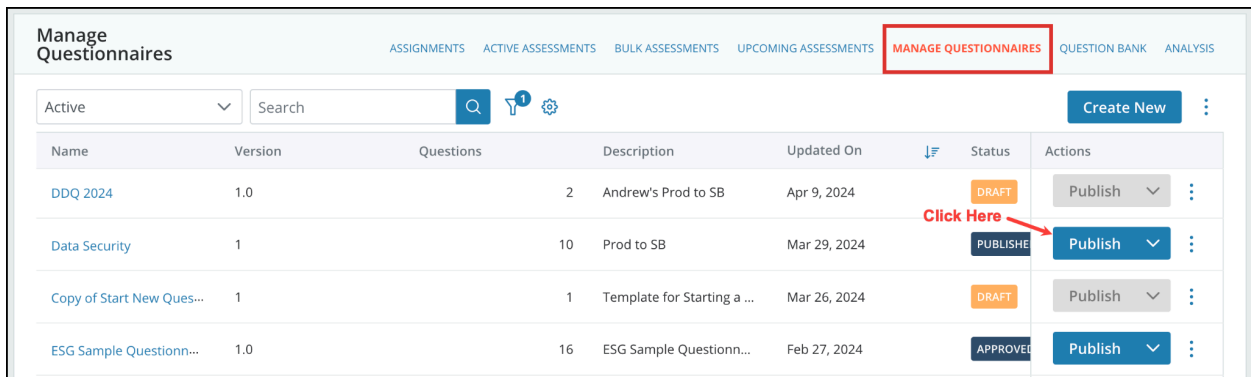 Manage
Questionnaires
ASSIGNMENTS ACTIVE ASSESSMENTS BULK ASSESSMENTS UPCOMING ASSESSMENTS MANAGE QUESTIONNAIRES QUESTION BANK ANALYSIS
Active Search 1 Create New
Name Version Questions Description Updated On Status Actions
DDQ 2024 1.0 2 Andrew's Prod to SB Apr 9, 2024 DRAFT Publish
Click Here
Data Security 1 10 Prod to SB Mar 29, 2024 PUBLISHE Publish
Copy of Start New Ques... 1 1 Template for Starting a ... Mar 26, 2024 DRAFT Publish
ESG Sample Questionn... 1.0 16 ESG Sample Questionn... Feb 27, 2024 APPROVED Publish